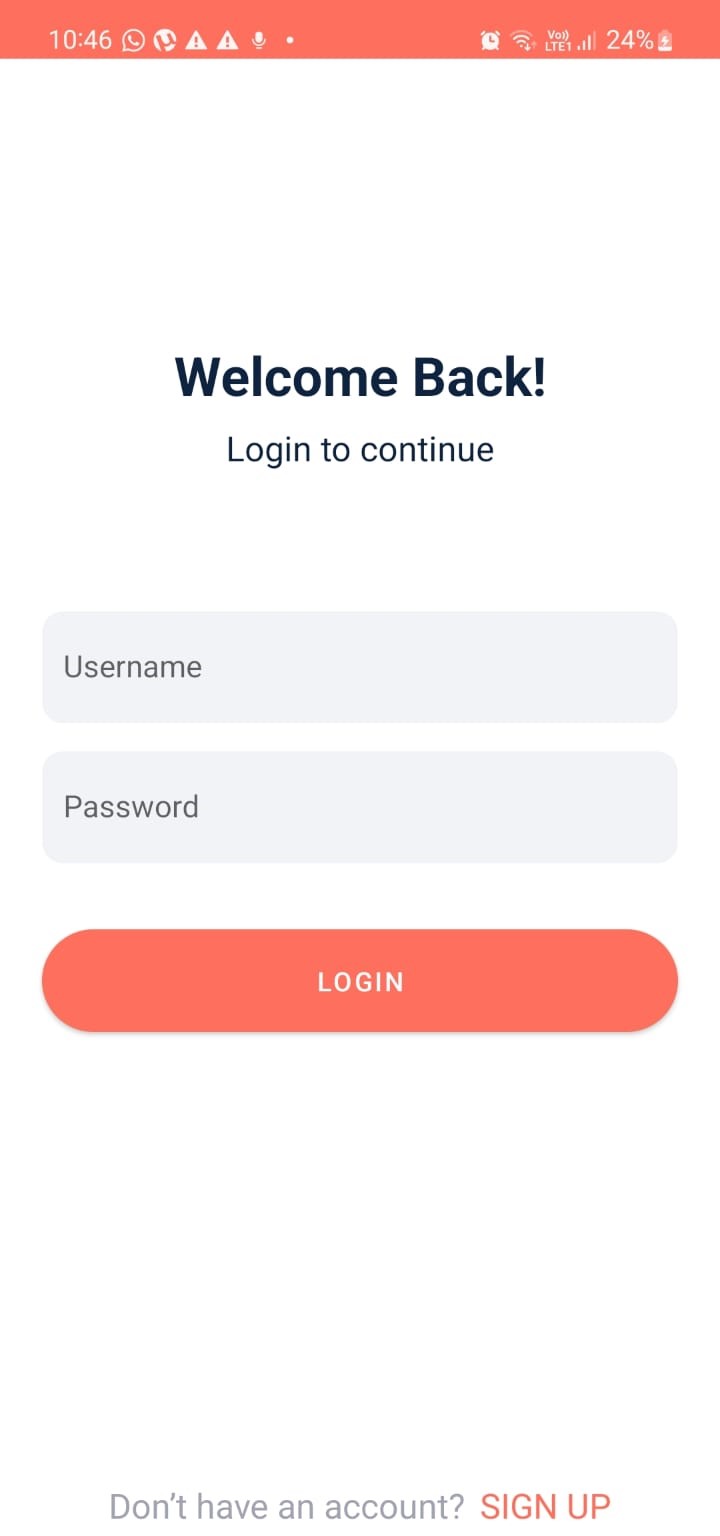 10:46 Vo) LTE1 24%
Welcome Back!
Login to continue
Username
Password
LOGIN
Don't have an account? SIGN UP